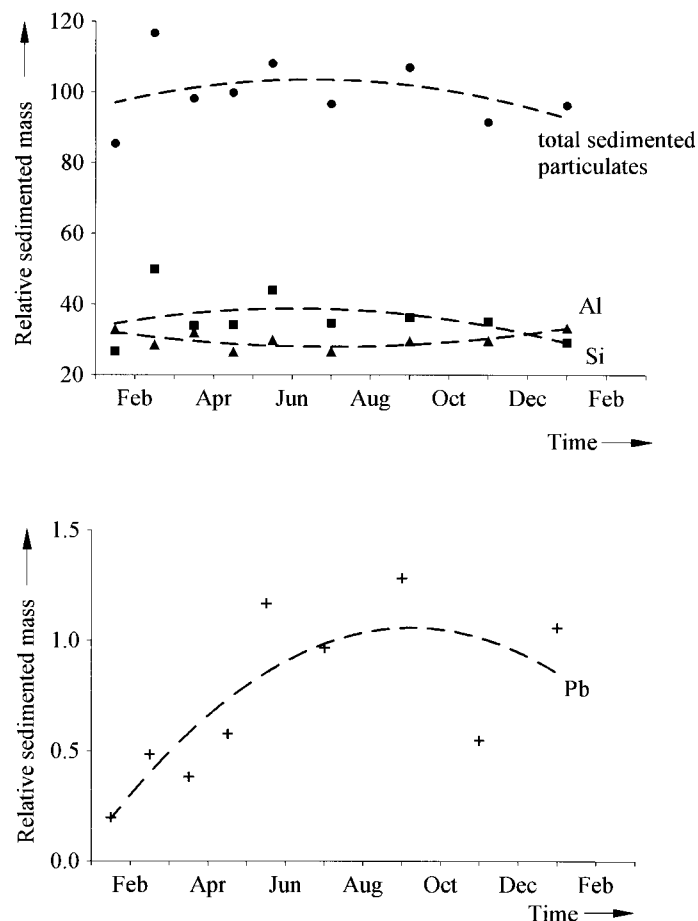 120
100
80
60
40
20
Relative sedimented mass
total sedimented
particulates
Al
Si
Feb Apr Jun Aug Oct Dec Feb
Time
1.5
1.0
0.5
0.0
Relative sedimented mass
Pb
Feb Apr Jun Aug Oct Dec Feb
Time